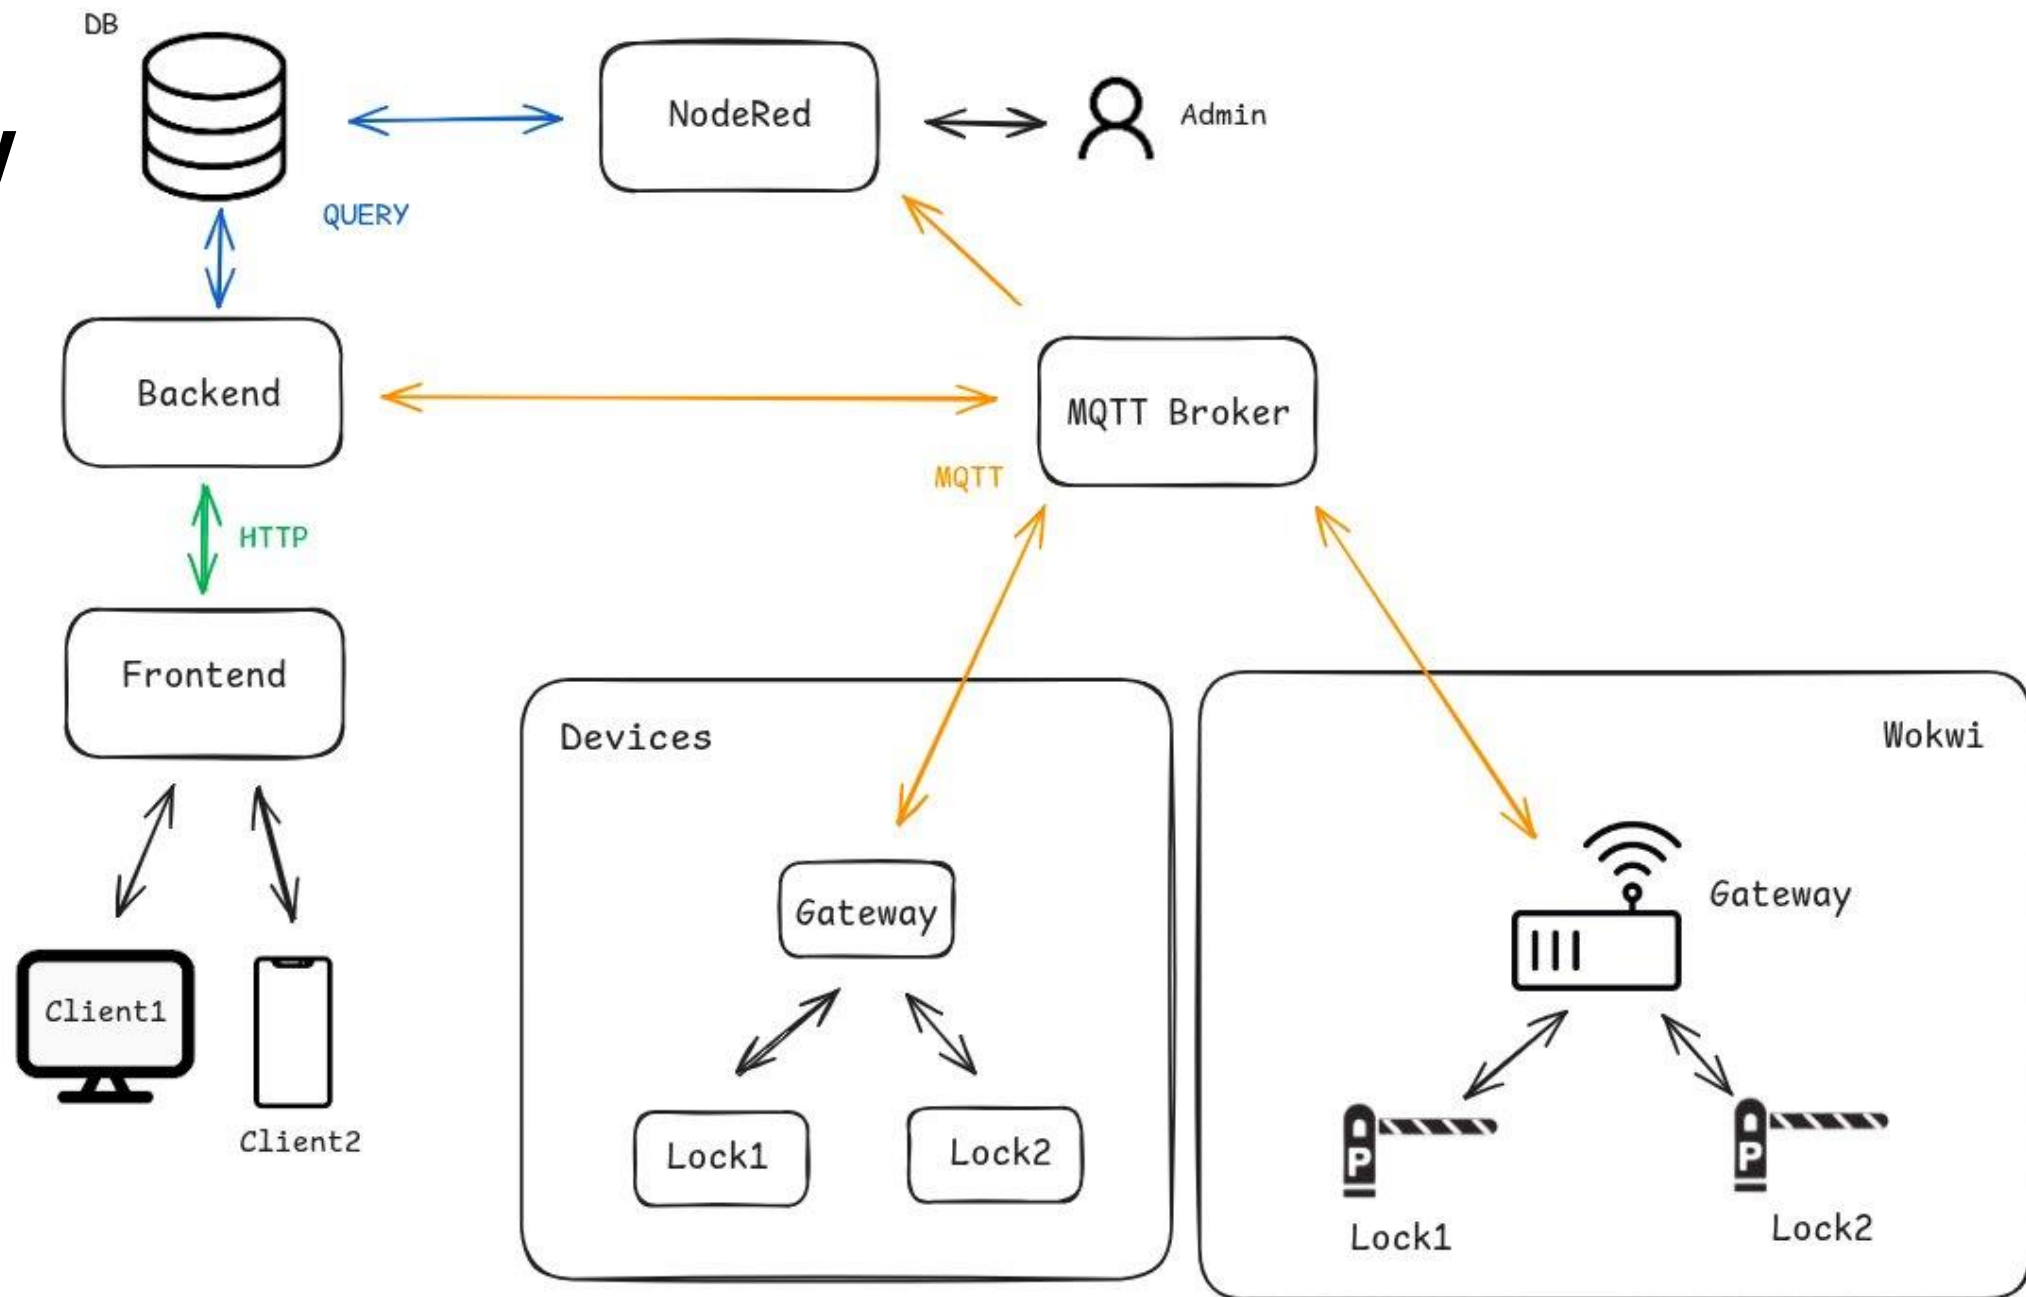 DB
NodeRed
Admin
QUERY
Backend
MQTT Broker
MQTT
HTTP
Frontend
Devices
Wokwi
Gateway
Gateway
Client1
Client2
Lock1
Lock2
P
P
Lock1
Lock2